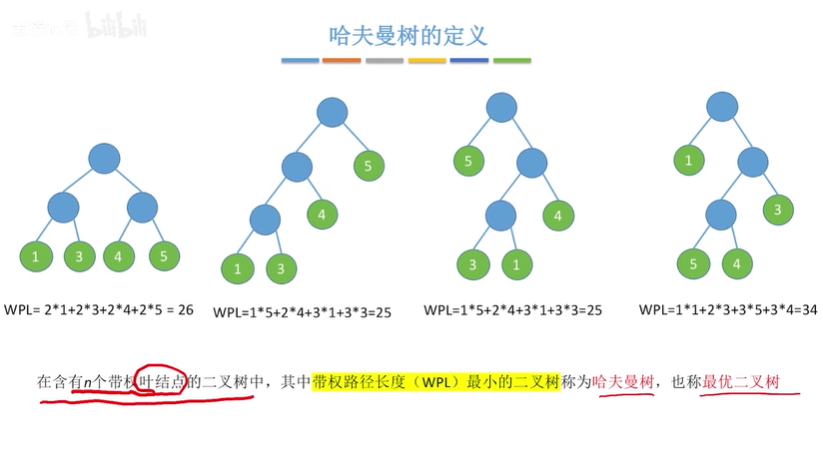 bilibili
哈夫曼树的定义
5
5
1
4
4
3
1 3 4 5
1 3
3 1
5 4
WPL= 2*1+2*3+2*4+2*5 = 26
WPL=1*5+2*4+3*1+3*3=25
WPL=1*5+2*4+3*1+3*3=25
WPL=1*1+2*3+3*5+3*4=34
在含有n个带权叶结点的二叉树中，其中带权路径长度（WPL）最小的二叉树称为哈夫曼树，也称最优二叉树